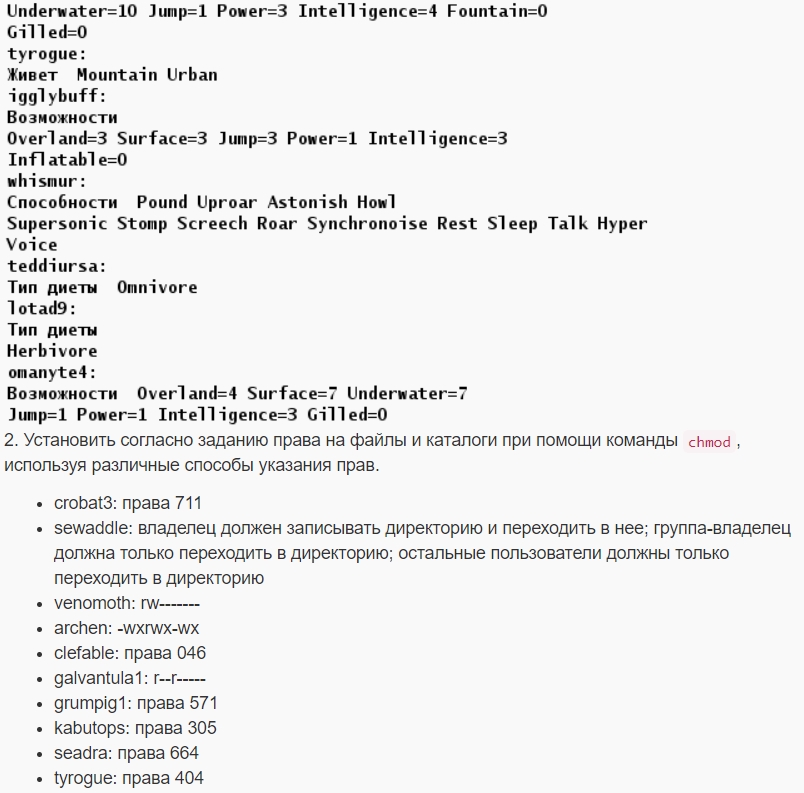 Underwater=10 Jump=1 Power=3 Intelligence=4 Fountain=0
Gilled=0
tyrogue:
Живет  Mountain Urban
igglybuff:
Возможности
Overland=3 Surface=3 Jump=3 Power=1 Intelligence=3
Inflatable=0
whismur:
Способности  Pound Uproar Astonish Howl
Supersonic Stomp Screech Roar Synchronoise Rest Sleep Talk Hyper
Voice
teddiursa:
Тип диеты  Omnivore
lotad9:
Тип диеты
Herbivore
omanyte4:
Возможности  Overland=4 Surface=7 Underwater=7
Jump=1 Power=1 Intelligence=3 Gilled=0
2. Установить согласно заданию права на файлы и каталоги при помощи команды chmod,
используя различные способы указания прав.
• crobat3: права 711
• sewaddle: владелец должен записывать директорию и переходить в нее; группа-владелец
должна только переходить в директорию; остальные пользователи должны только
переходить в директорию
• venomoth: rw-------
• archen: -wxrwx-wx
• clefable: права 046
• galvantula1: r--r-----
• grumpig1: права 571
• kabutops: права 305
• seadra: права 664
• tyrogue: права 404